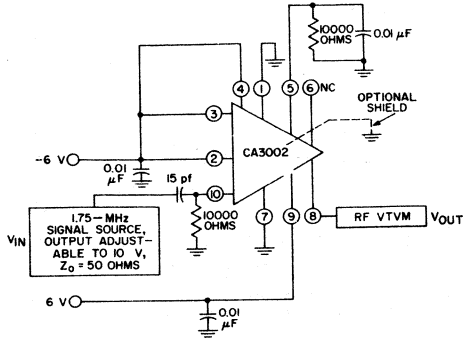 10000
OHMS
0.01 µF
4
1
5
6
NC
OPTIONAL
SHIELD
3
CA3002
-6 V
2
0.01
µF
15 pf
10
10000
OHMS
7
9
8
RF VTVM
VOUT
VIN
1.75-MHz
SIGNAL SOURCE,
OUTPUT ADJUST-
ABLE TO 10 V,
Zo = 50 OHMS
6 V
0.01
µF